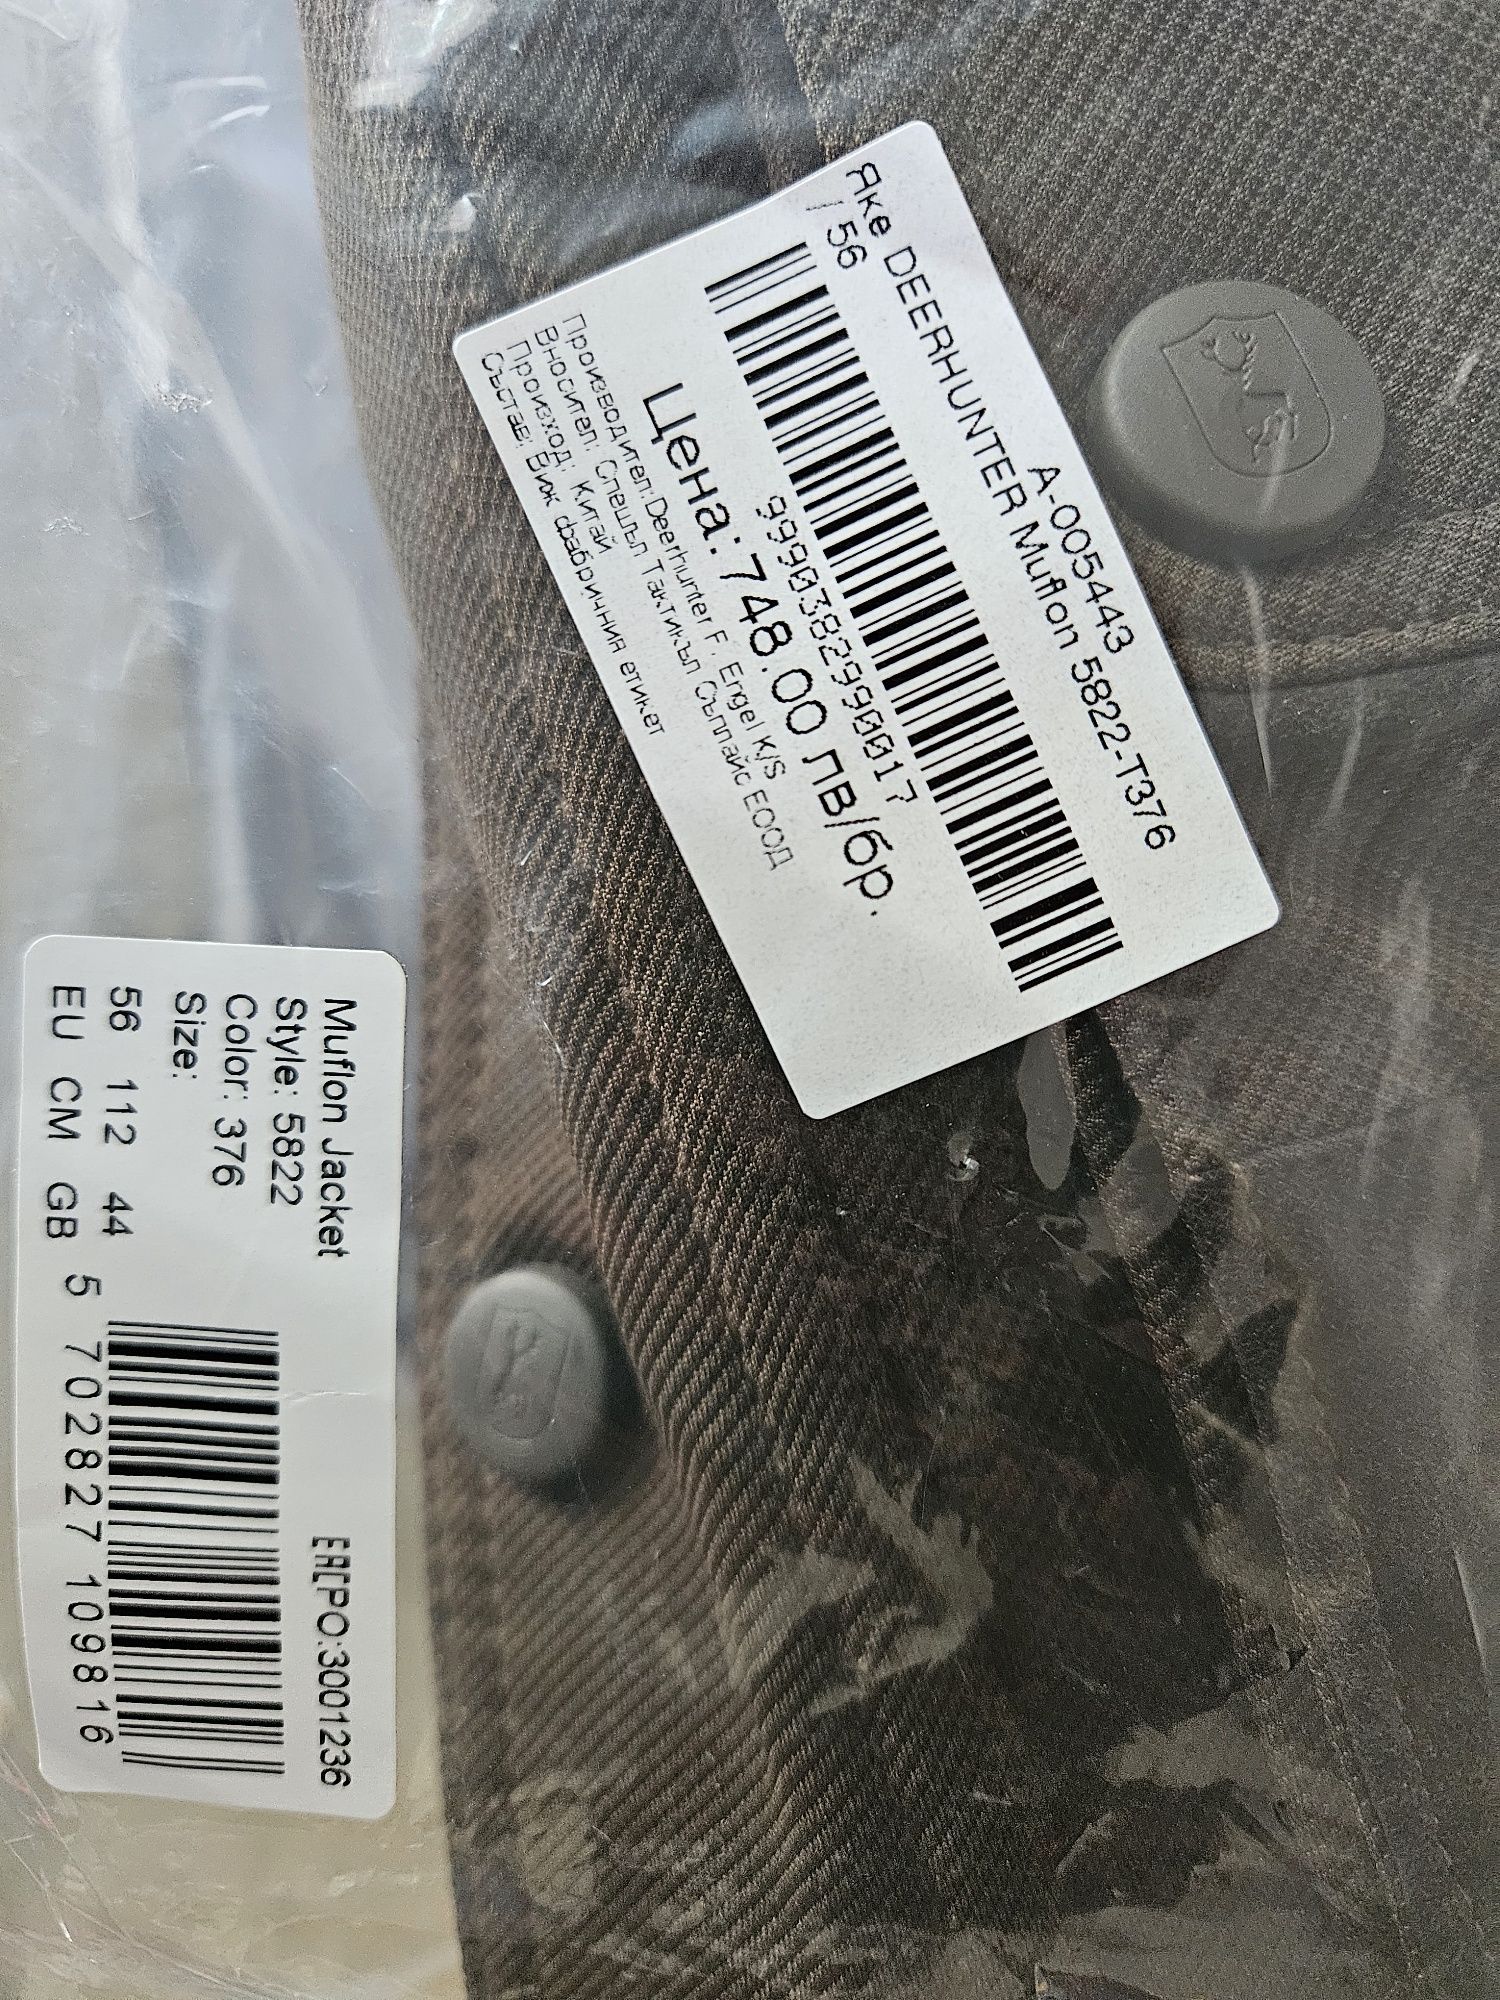 А-005443
Яке DEERHUNTER Muflon 5822-T376
/ 56
9990382990017
Цена:748.00 лв/бр.
Производител:Deerhunter F. Engel K/S
Вносител: Спешъл Тактикъл Съплайс ЕООД
Произход: Китай
Състав: Виж фабричния етикет
Muflon Jacket
Style: 5822
Color: 376
Size:
56 112 44
EU CM GB
PO:3001236
5 702827 109816